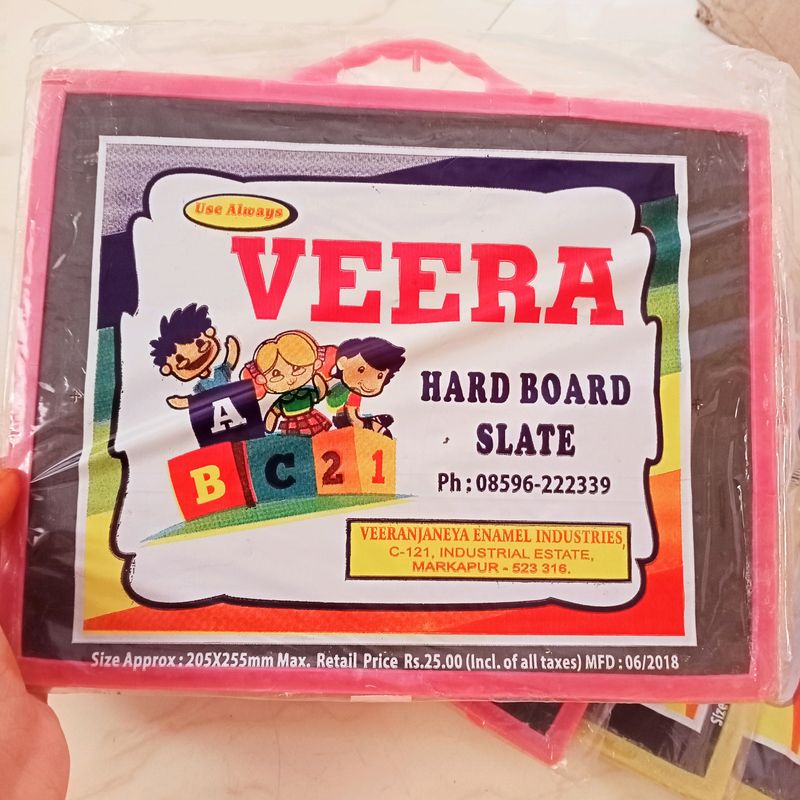 Use Always
VEERA
HARD BOARD
SLATE
Ph : 08596-222339
A
B C 2 1
VEERANJANEYA ENAMEL INDUSTRIES,
C-121, INDUSTRIAL ESTATE,
MARKAPUR - 523 316.
Size Approx : 205X255mm Max. Retail Price Rs.25.00 (Incl. of all taxes) MFD : 06/2018
Size